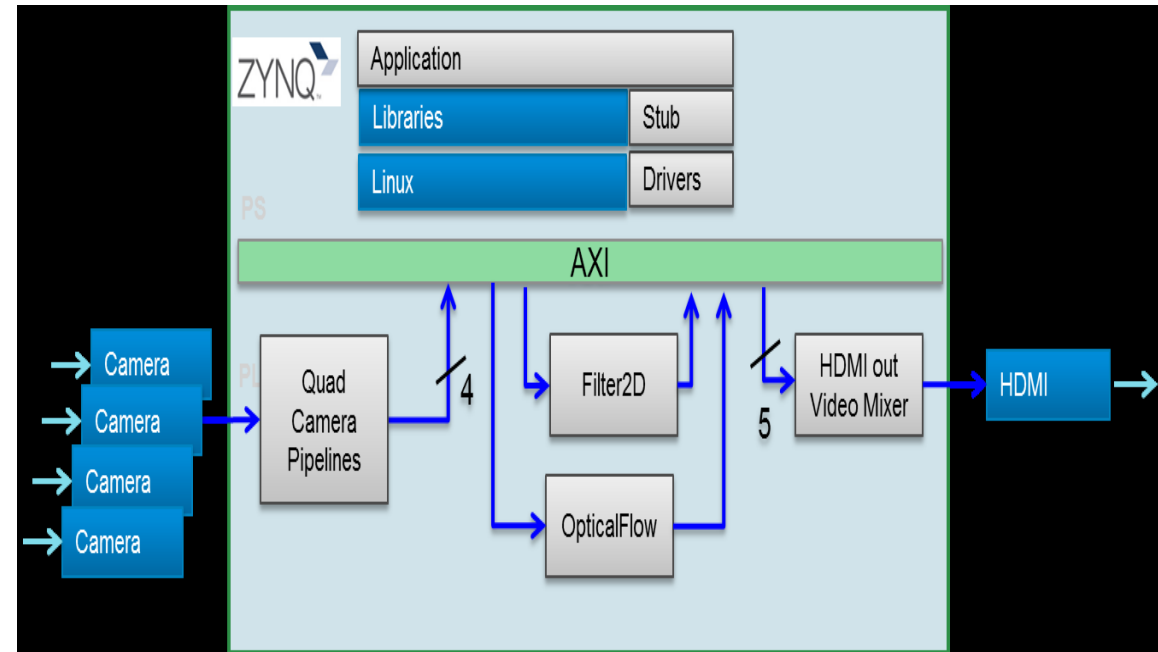 ZYNQ
Application
Libraries
Stub
Linux
Drivers
PS
AXI
Camera
Camera
Camera
Camera
PL
Quad
Camera
Pipelines
4
Filter2D
OpticalFlow
5
HDMI out
Video Mixer
HDMI